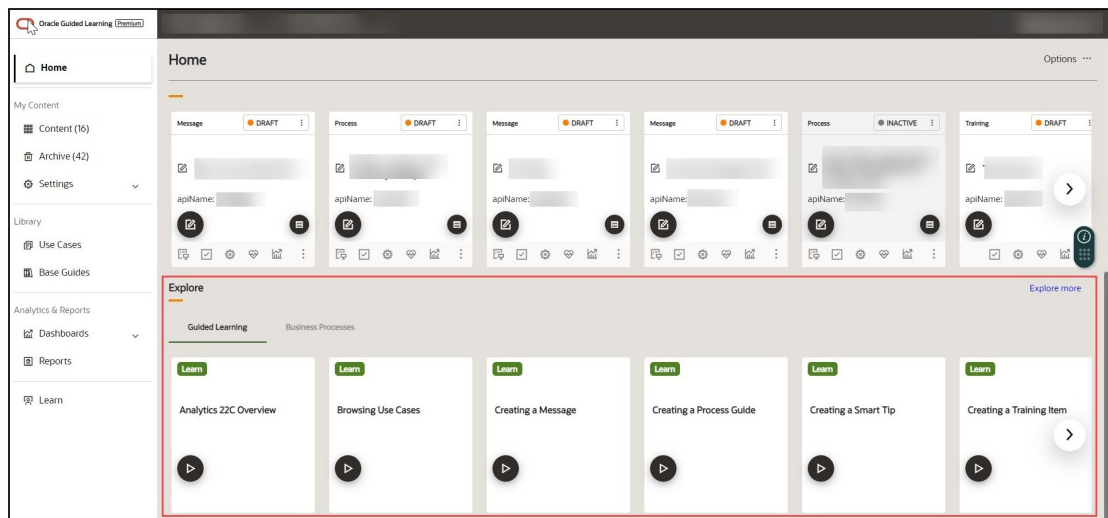 Oracle Guided Learning Premium
Home
My Content
Content (16)
Archive (42)
Settings
Library
Use Cases
Base Guides
Analytics & Reports
Dashboards
Reports
Learn
Home
Options ...
Message DRAFT
apiName:
Process DRAFT
apiName:
Message DRAFT
apiName:
Message DRAFT
apiName:
Process INACTIVE
apiName:
Training DRAFT
apiName:
Explore
Explore more
Guided Learning Business Processes
Learn
Analytics 22C Overview
Learn
Browsing Use Cases
Learn
Creating a Message
Learn
Creating a Process Guide
Learn
Creating a Smart Tip
Learn
Creating a Training Item